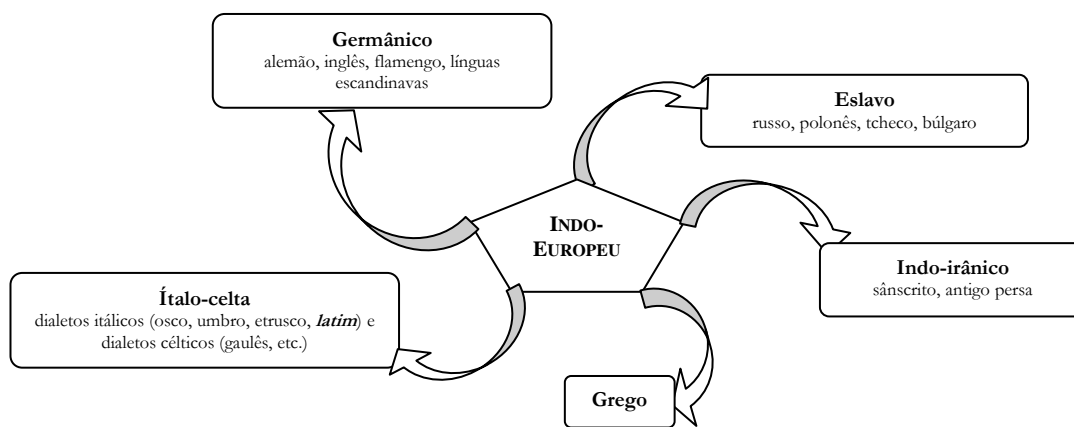 Germânico
alemão, inglês, flamengo, línguas
escandinavas
Eslavo
russo, polonês, tcheco, búlgaro
INDO-
EUROPEU
Indo-irânico
sânscrito, antigo persa
Ítalo-celta
dialetos itálicos (osco, umbro, etrusco, latim) e
dialetos célticos (gaulês, etc.)
Grego